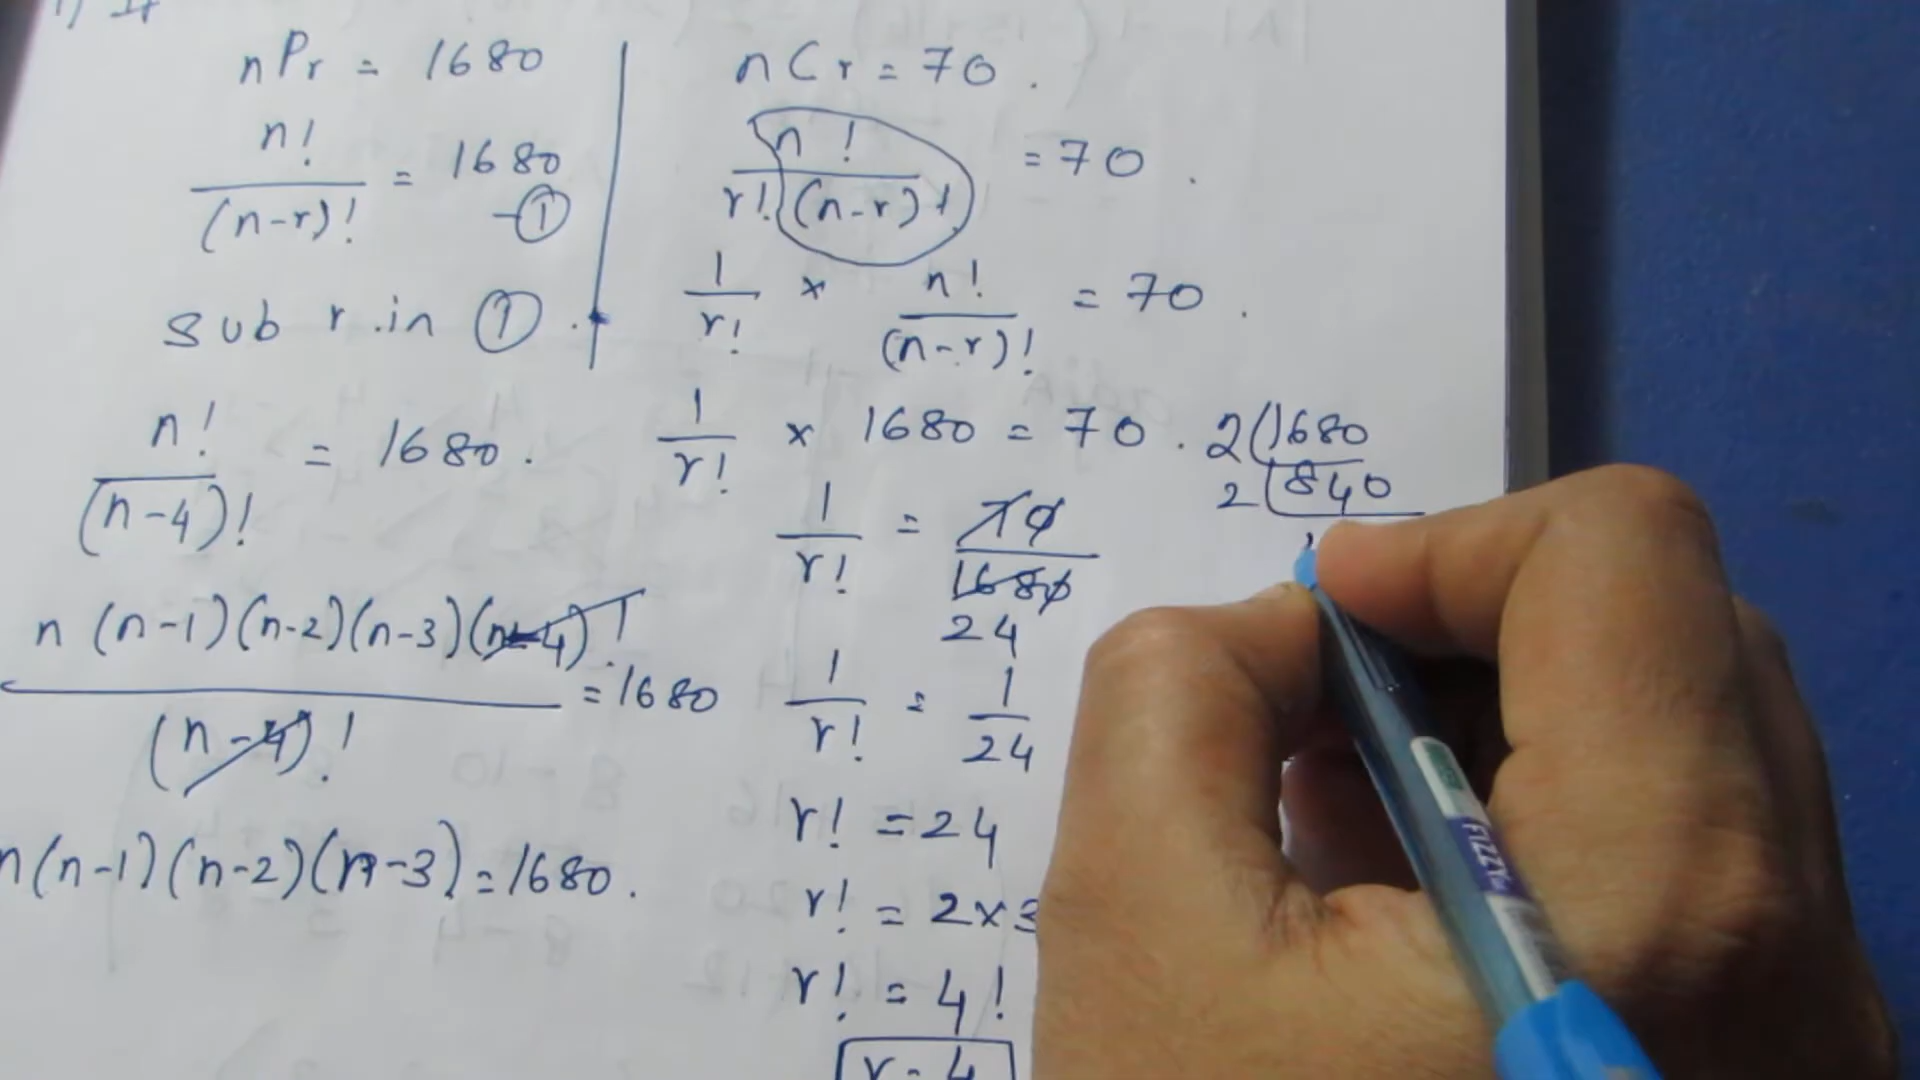 nPr = 1680
n! / (n-r)! = 1680 -①
sub r in ①.
n! / (n-4)! = 1680.
n(n-1)(n-2)(n-3)(n-4)! / (n-4)! = 1680
n(n-1)(n-2)(n-3) = 1680.
nCr = 70.
n! / r!(n-r)! = 70.
1/r! × n!/(n-r)! = 70.
1/r! × 1680 = 70.
1/r! = 70/1680
24
1/r! = 1/24
r! = 24
r! = 2×3
r! = 4!
r = 4
2 | 1680
2 | 840
FIZZY